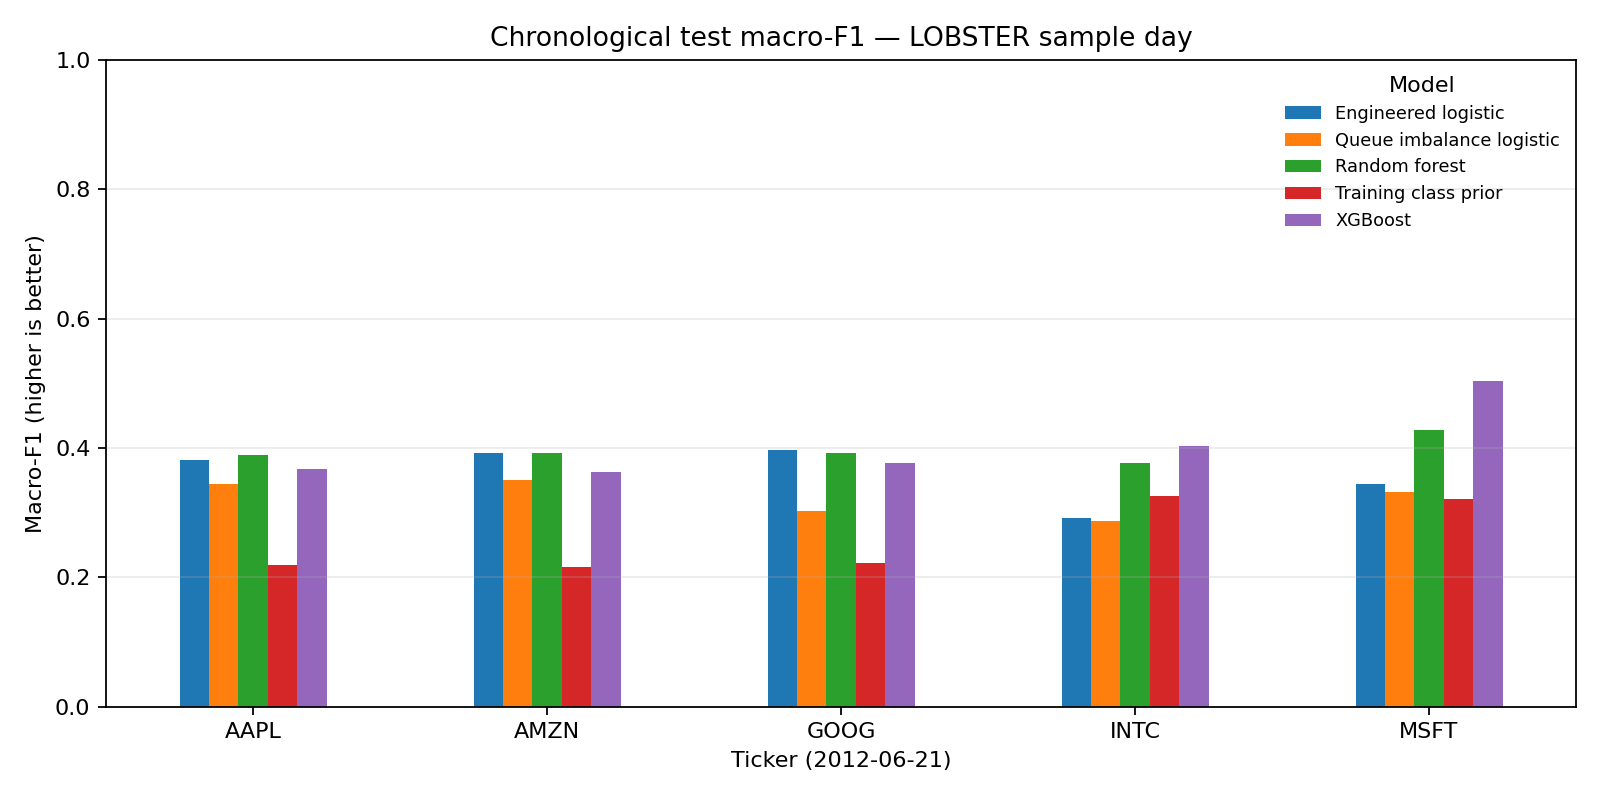 Chronological test macro-F1 — LOBSTER sample day
Macro-F1 (higher is better)
1.0
0.8
0.6
0.4
0.2
0.0
Model
Engineered logistic
Queue imbalance logistic
Random forest
Training class prior
XGBoost
AAPL
AMZN
GOOG
INTC
MSFT
Ticker (2012-06-21)